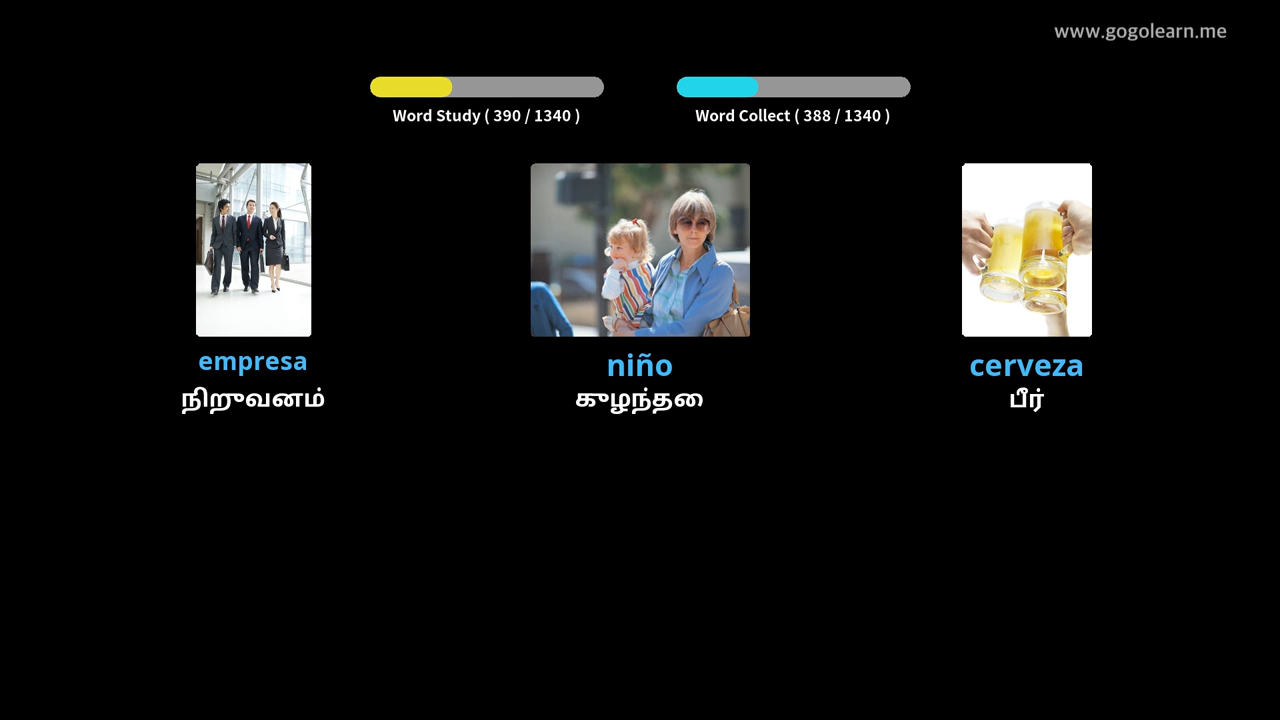 www.gogolearn.me
Word Study ( 390 / 1340 )
Word Collect ( 388 / 1340 )
empresa
niño
cerveza
நிறுவனம்
குழந்தை
பீர்